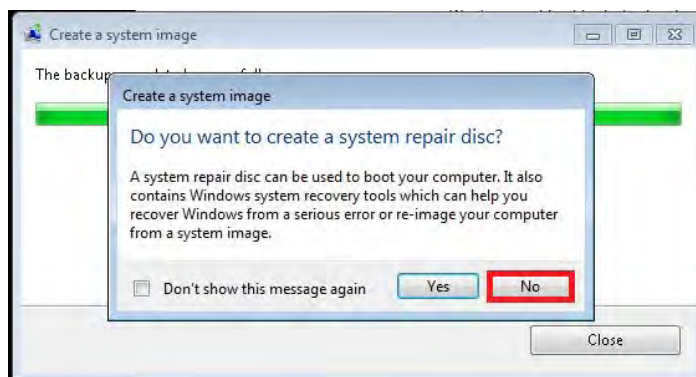 Create a system image
The backup
Create a system image
Do you want to create a system repair disc?
A system repair disc can be used to boot your computer. It also
contains Windows system recovery tools which can help you
recover Windows from a serious error or re-image your computer
from a system image.
Don't show this message again
Yes
No
Close